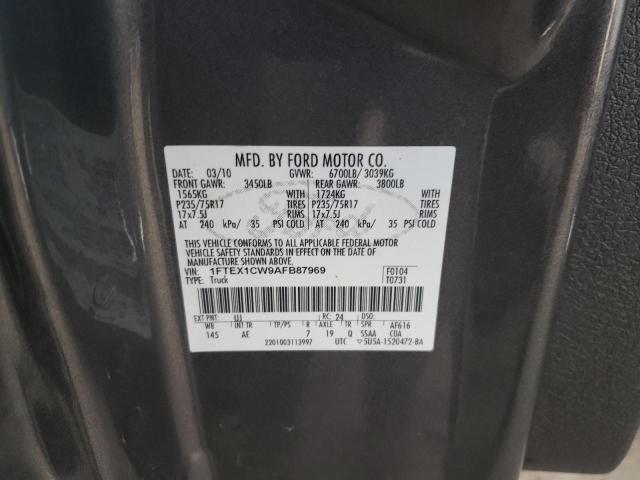 MFD. BY FORD MOTOR CO.
DATE: 03/10 GVWR: 6700LB/ 3039KG
FRONT GAWR: 3450LB REAR GAWR: 3800LB
1565KG WITH 1724KG WITH
P235/75R17 TIRES P235/75R17 TIRES
17x7.5J RIMS 17x7.5J RIMS
AT 240 kPa/ 35 PSI COLD AT 240 kPa/ 35 PSI COLD
THIS VEHICLE CONFORMS TO ALL APPLICABLE FEDERAL MOTOR
VEHICLE SAFETY STANDARDS IN EFFECT ON THE DATE OF
MANUFACTURE SHOWN ABOVE.
VIN: 1FTEX1CW9AFB87969 F0104
TYPE: Truck T0731
EXT PNT: UJ RC: 24 DSO:
WB INT TR TP/PS R AXLE TR SPR AF616
145 AE 7 19 Q SSAA COA
2201003113997 UTC 5U5A-1520472-BA